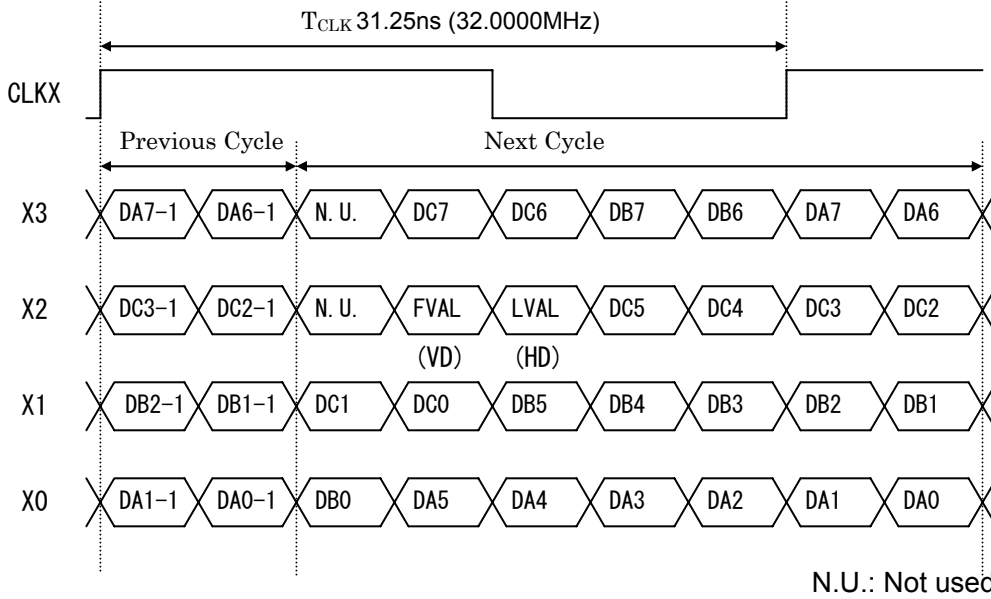 TCLK 31.25ns (32.0000MHz)
CLKX
Previous Cycle Next Cycle
X3 DA7-1 DA6-1 N.U. DC7 DC6 DB7 DB6 DA7 DA6
X2 DC3-1 DC2-1 N.U. FVAL LVAL DC5 DC4 DC3 DC2
(VD) (HD)
X1 DB2-1 DB1-1 DC1 DC0 DB5 DB4 DB3 DB2 DB1
X0 DA1-1 DA0-1 DB0 DA5 DA4 DA3 DA2 DA1 DA0
N.U.: Not used